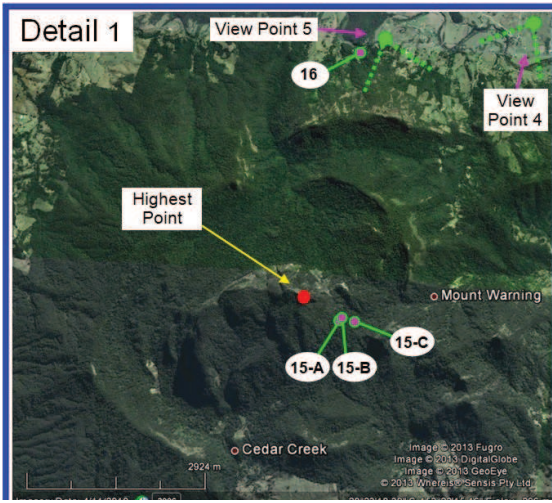 Detail 1
View Point 5
16
View
Point 4
Highest
Point
Mount Warning
15-A
15-B
15-C
Cedar Creek
2924 m
Image © 2013 Fugro
Image © 2013 DigitalGlobe
Image © 2013 GeoEye
© 2013 Whereis® Sensis Pty Ltd